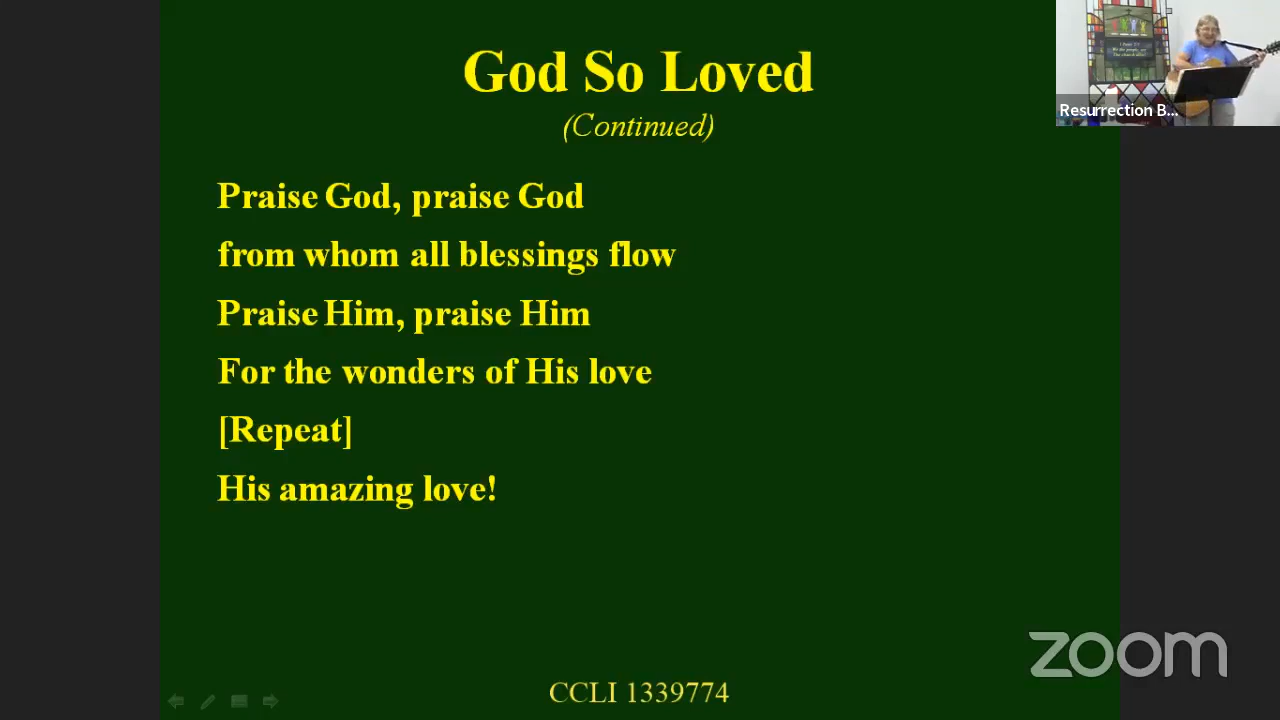 God So Loved
(Continued)
Praise God, praise God
from whom all blessings flow
Praise Him, praise Him
For the wonders of His love
[Repeat]
His amazing love!
CCLI 1339774
Resurrection B...
zoom